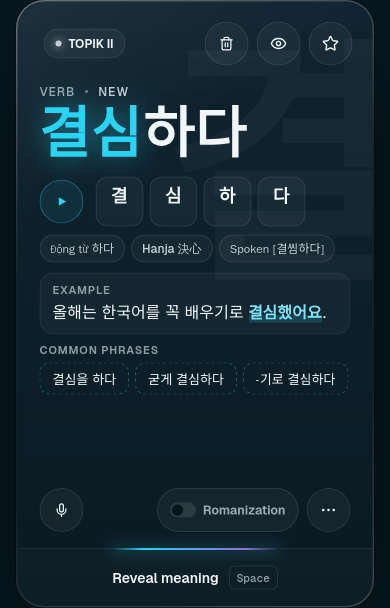 TOPIK II
VERB • NEW
결심하다
결 심 하 다
Động từ 하다 Hanja 決心 Spoken [결씸하다]
EXAMPLE
올해는 한국어를 꼭 배우기로 결심했어요.
COMMON PHRASES
결심을 하다 굳게 결심하다 -기로 결심하다
Romanization
Reveal meaning Space